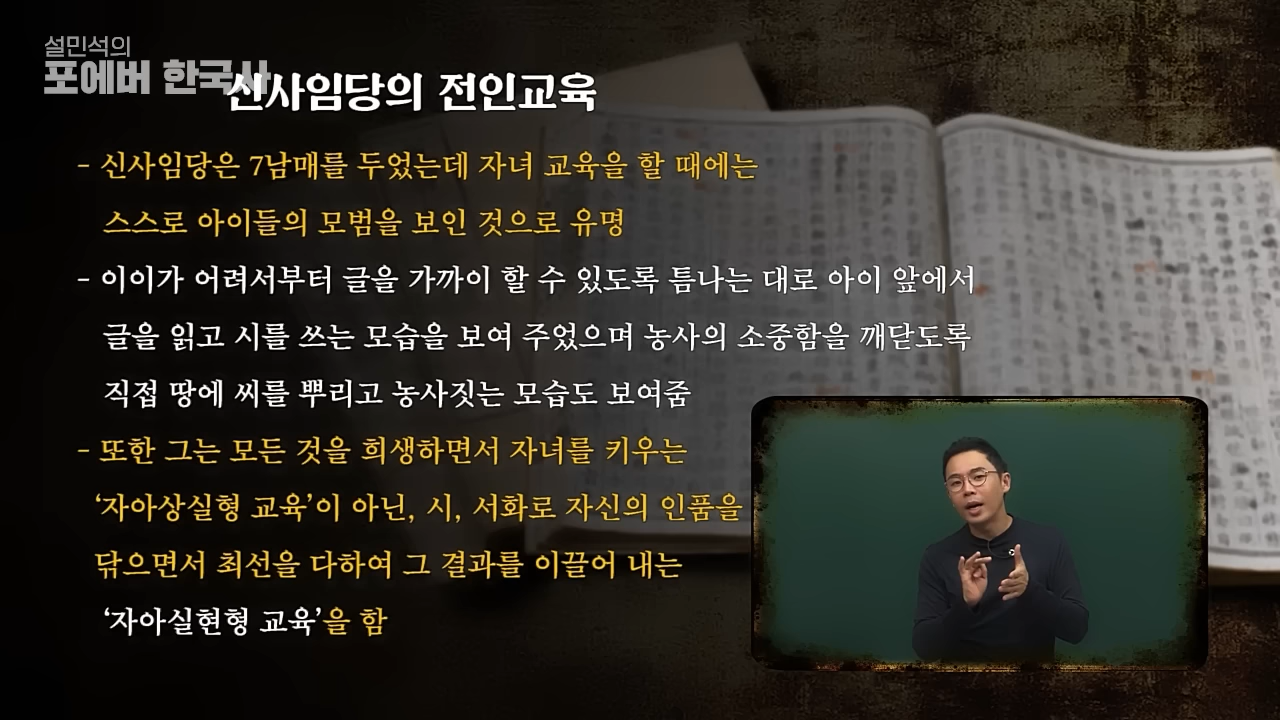 설민석의
포에버 한국사
신사임당의 전인교육
- 신사임당은 7남매를 두었는데 자녀 교육을 할 때에는
스스로 아이들의 모범을 보인 것으로 유명
- 이이가 어려서부터 글을 가까이 할 수 있도록 틈나는 대로 아이 앞에서
글을 읽고 시를 쓰는 모습을 보여 주었으며 농사의 소중함을 깨닫도록
직접 땅에 씨를 뿌리고 농사짓는 모습도 보여줌
- 또한 그는 모든 것을 희생하면서 자녀를 키우는
‘자아상실형 교육’이 아닌, 시, 서화로 자신의 인품을
닦으면서 최선을 다하여 그 결과를 이끌어 내는
‘자아실현형 교육’을 함